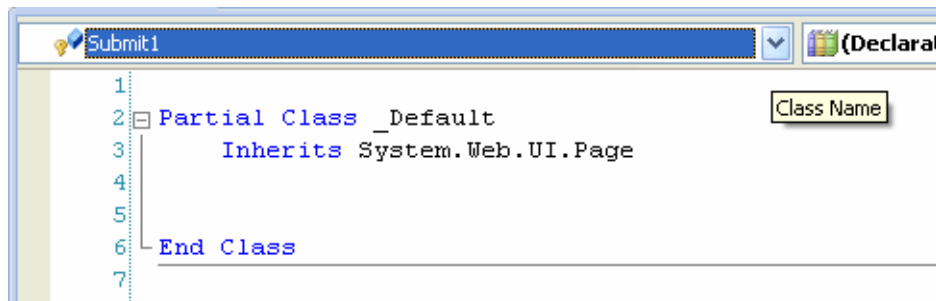 Submit1 (Declarat
Class Name
1
2 Partial Class _Default
3 Inherits System.Web.UI.Page
4
5
6 End Class
7